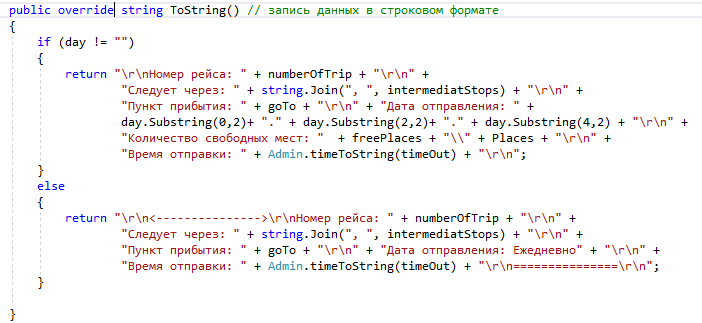 public override string ToString() // запись данных в строковом формате
{
if (day != "")
{
return "\r\nНомер рейса: " + numberOfTrip + "\r\n" +
"Следует через: " + string.Join(", ", intermediatStops) + "\r\n" +
"Пункт прибытия: " + goTo + "\r\n" + "Дата отправления: " +
day.Substring(0,2)+ "." + day.Substring(2,2)+ "." + day.Substring(4,2) + "\r\n" +
"Количество свободных мест: "  + freePlaces + "\\" + Places + "\r\n" +
"Время отправки: " + Admin.timeToString(timeOut) + "\r\n";
}
else
{
return "\r\n<--------------->\r\nНомер рейса: " + numberOfTrip + "\r\n" +
"Следует через: " + string.Join(", ", intermediatStops) + "\r\n" +
"Пункт прибытия: " + goTo + "\r\n" + "Дата отправления: Ежедневно" + "\r\n" +
"Время отправки: " + Admin.timeToString(timeOut) + "\r\n===============\r\n";
}
}